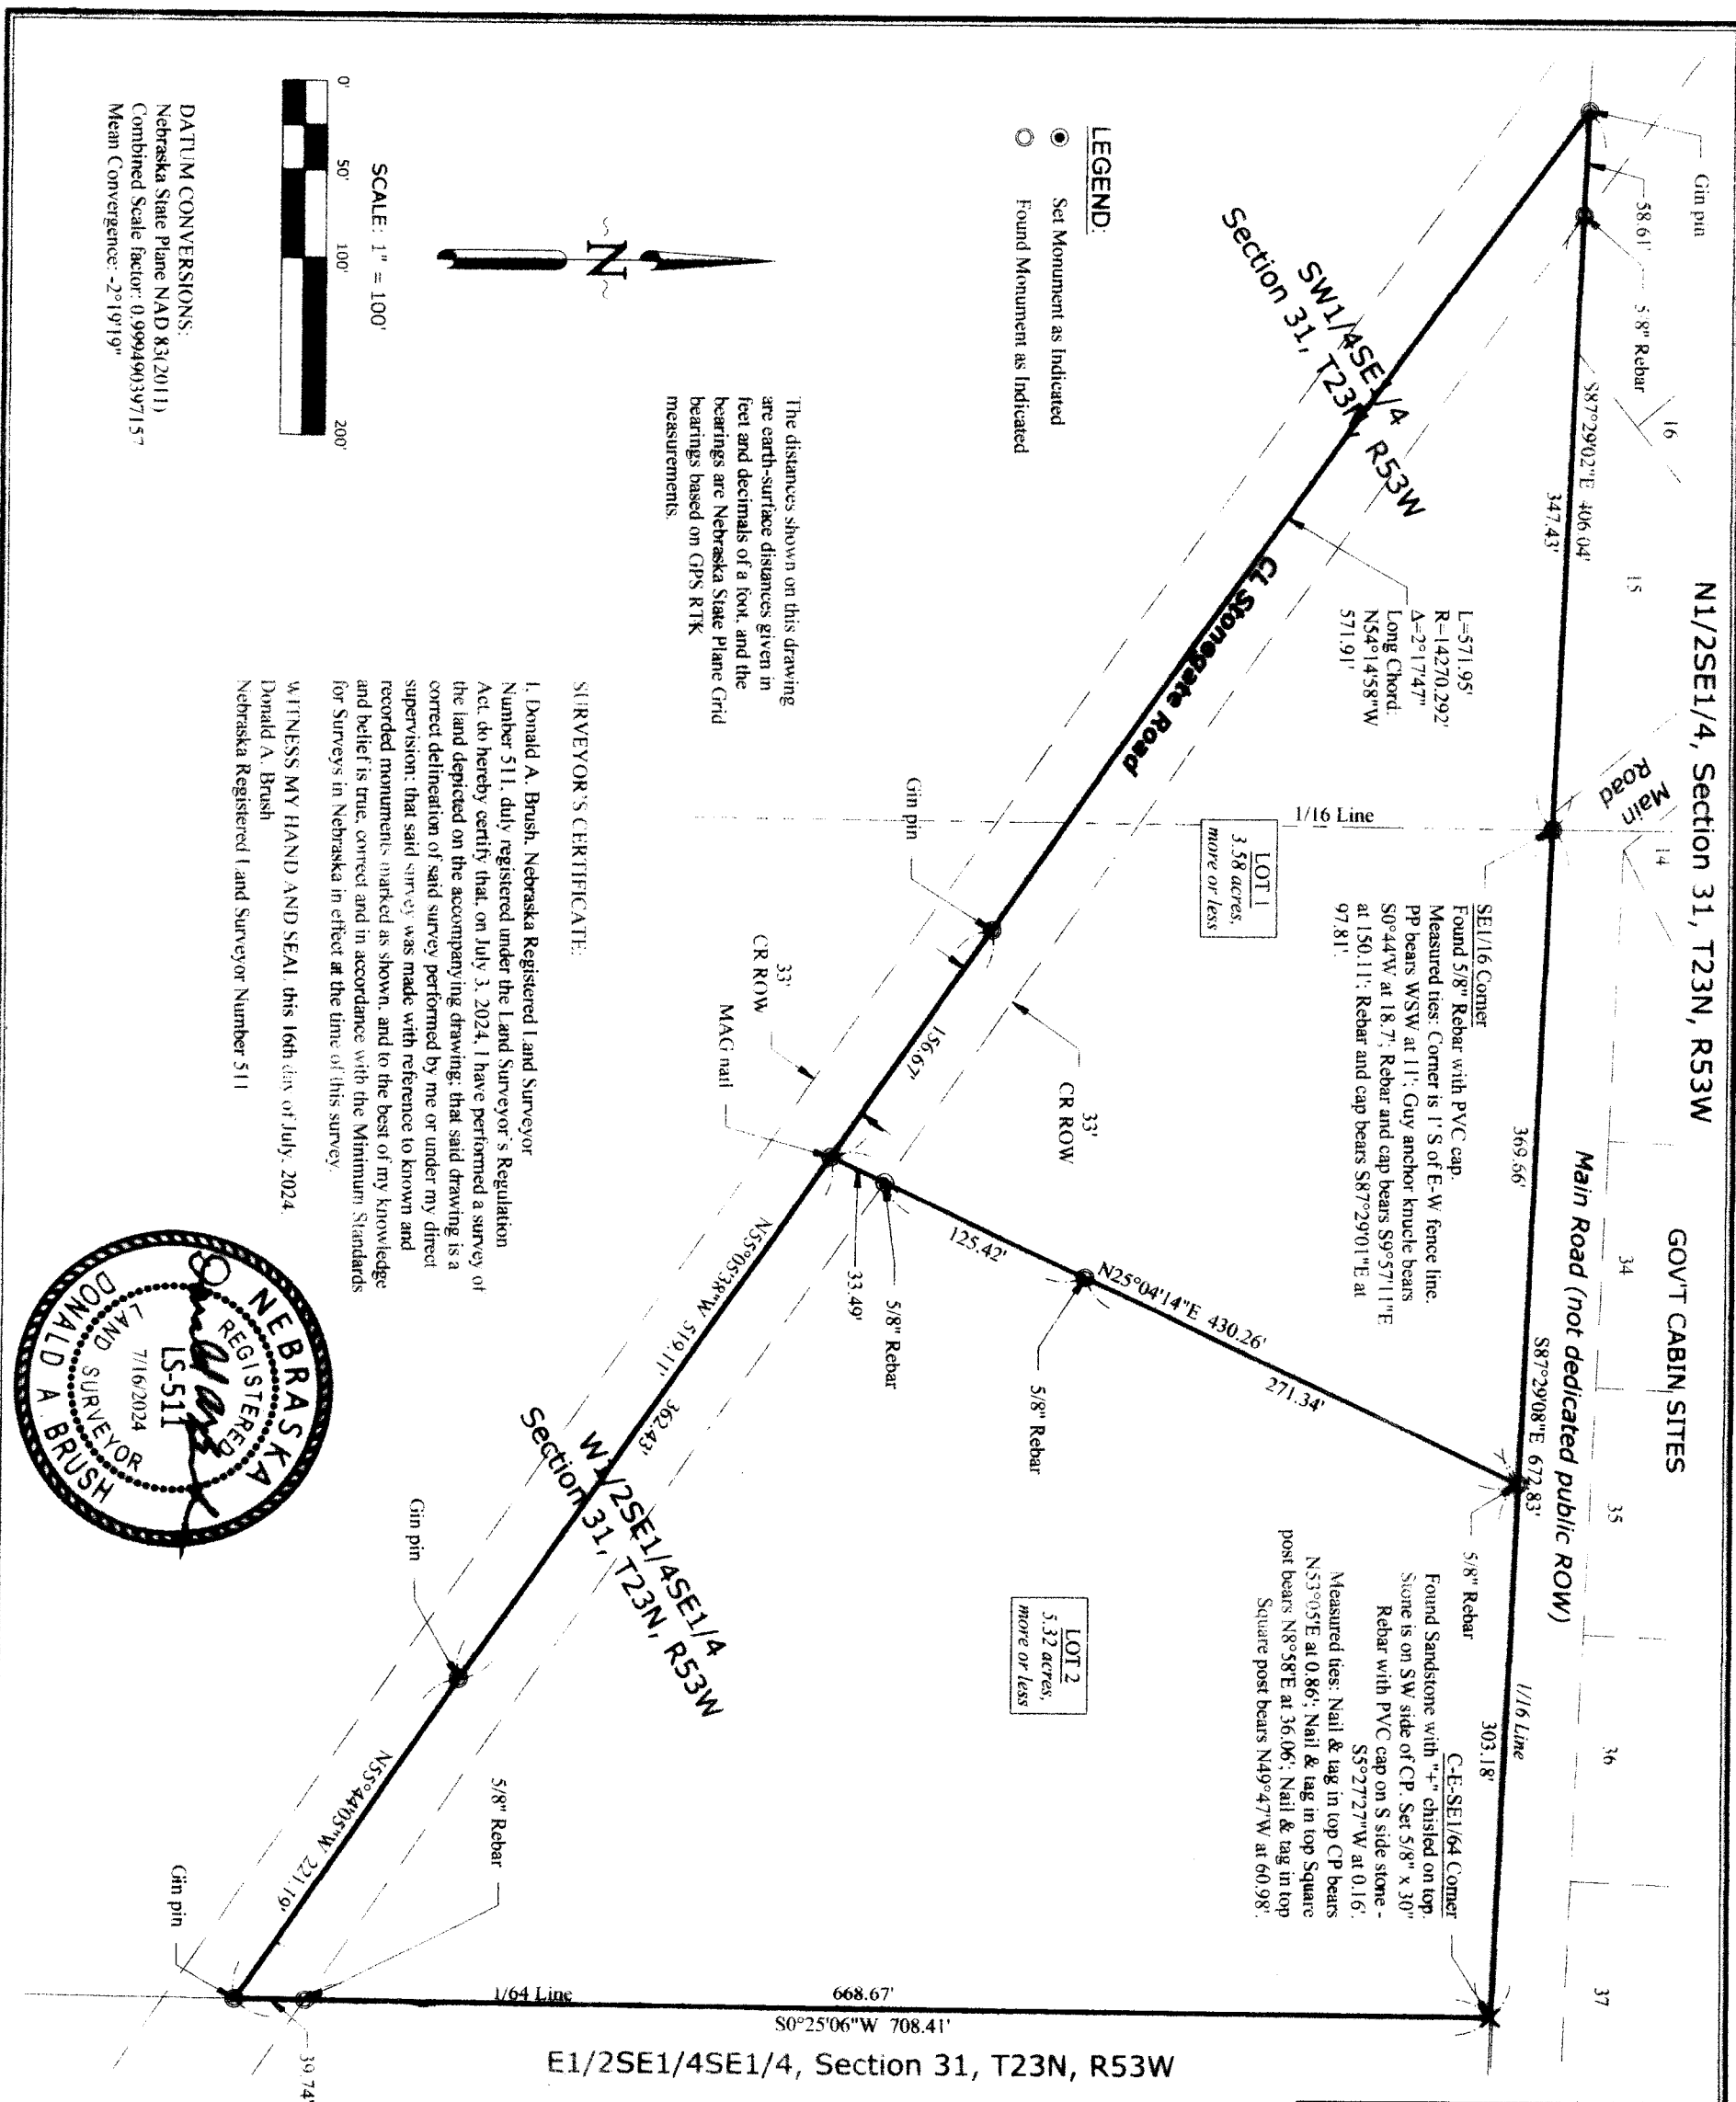 N1/2SE1/4, Section 31, T23N, R53W
GOV'T CABIN SITES
Main Road (not dedicated public ROW)
Main
Road
16
15
14
34
35
36
37
Gin pin
58.61'
5/8" Rebar
S87°29'02"E 406.04'
347.43'
369.66'
S87°29'08"E 672.83'
1/16 Line
303.18'
5/8" Rebar
L=571.95'
R=14270.292'
Δ=2°17'47"
Long Chord:
N54°14'58"W
571.91'
SE1/16 Corner
Found 5/8" Rebar with PVC cap.
Measured ties: Corner is 1' S of E-W fence line.
PP bears WSW at 11'; Guy anchor knucle bears
S0°44'W at 18.7'; Rebar and cap bears S9°57'11"E
at 150.11'; Rebar and cap bears S87°29'01"E at
97.81'.
C-E-SE1/64 Corner
Found Sandstone with "+" chisled on top.
Stone is on SW side of CP. Set 5/8" x 30"
Rebar with PVC cap on S side stone -
S5°27'27"W at 0.16'.
Measured ties: Nail & tag in top CP bears
N53°05'E at 0.86'; Nail & tag in top Square
post bears N8°58'E at 36.06'; Nail & tag in top
Square post bears N49°47'W at 60.98'.
SW1/4SE1/4
Section 31, T23N, R53W
CL Stonegate Road
1/16 Line
LOT 1
3.58 acres,
more or less
LOT 2
5.32 acres,
more or less
LEGEND:
Set Monument as Indicated
Found Monument as Indicated
Gin pin
156.67'
33'
CR ROW
33'
CR ROW
MAG nail
33.49'
5/8" Rebar
125.42'
N25°04'14"E 430.26'
271.34'
5/8" Rebar
N55°05'38"W 519.11'
362.43'
W1/2SE1/4SE1/4
Section 31, T23N, R53W
Gin pin
N55°44'05"W 221.19'
5/8" Rebar
Gin pin
39.74'
1/64 Line
668.67'
S0°25'06"W 708.41'
E1/2SE1/4SE1/4, Section 31, T23N, R53W
~ N ~
The distances shown on this drawing
are earth-surface distances given in
feet and decimals of a foot, and the
bearings are Nebraska State Plane Grid
bearings based on GPS RTK
measurements.
SCALE: 1" = 100'
0' 50' 100' 200'
DATUM CONVERSIONS:
Nebraska State Plane NAD 83(2011)
Combined Scale factor: 0.999490397157
Mean Convergence: -2°19'19"
SURVEYOR'S CERTIFICATE:
I, Donald A. Brush, Nebraska Registered Land Surveyor
Number 511, duly registered under the Land Surveyor's Regulation
Act, do hereby certify that, on July 3, 2024, I have performed a survey of
the land depicted on the accompanying drawing; that said drawing is a
correct delineation of said survey performed by me or under my direct
supervision; that said survey was made with reference to known and
recorded monuments marked as shown, and to the best of my knowledge
and belief is true, correct and in accordance with the Minimum Standards
for Surveys in Nebraska in effect at the time of this survey.
WITNESS MY HAND AND SEAL this 16th day of July, 2024.
Donald A. Brush
Nebraska Registered Land Surveyor Number 511
NEBRASKA
REGISTERED
LS-511
7/16/2024
LAND SURVEYOR
DONALD A. BRUSH